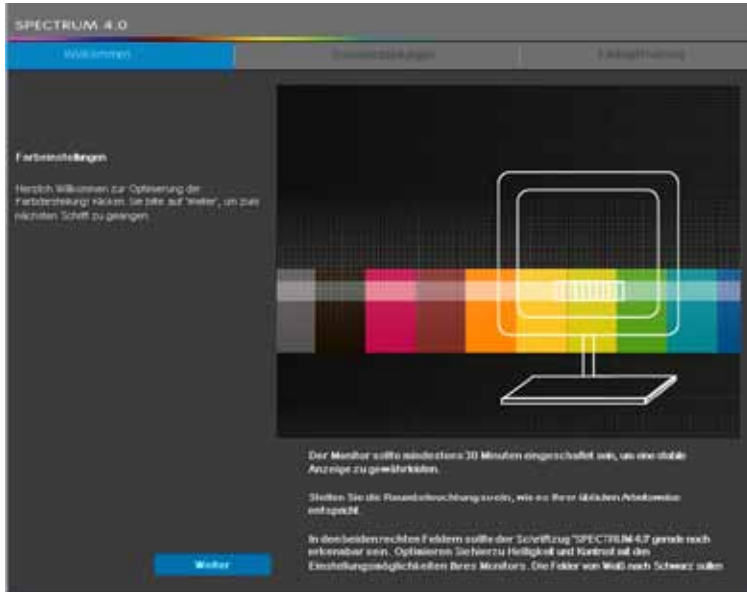 SPECTRUM 4.0
Willkommen
Farbeinstellungen
Herzlich Willkommen zur Optimierung der
Farbdarstellung! Klicken Sie bitte auf 'Weiter', um zum
nächsten Schritt zu gelangen.
Der Monitor sollte mindestens 30 Minuten eingeschaltet sein, um eine stabile
Anzeige zu gewährleisten.
Stellen Sie die Raumbeleuchtung so ein, wie es Ihrer üblichen Arbeitsweise
entspricht.
In den beiden rechten Feldern sollte der Schriftzug "SPECTRUM 4.0" gerade noch
erkennbar sein. Optimieren Sie hierzu Helligkeit und Kontrast mit den
Einstellungsmöglichkeiten Ihres Monitors. Die Felder von Weiß nach Schwarz sollen
Weiter